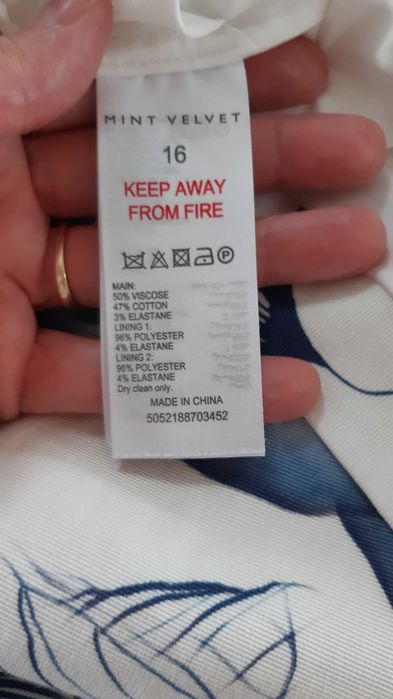 MINT VELVET
16
KEEP AWAY
FROM FIRE
P
MAIN:
50% VISCOSE
47% COTTON
3% ELASTANE
LINING 1:
96% POLYESTER
4% ELASTANE
LINING 2:
96% POLYESTER
4% ELASTANE
Dry clean only.
MADE IN CHINA
5052188703452